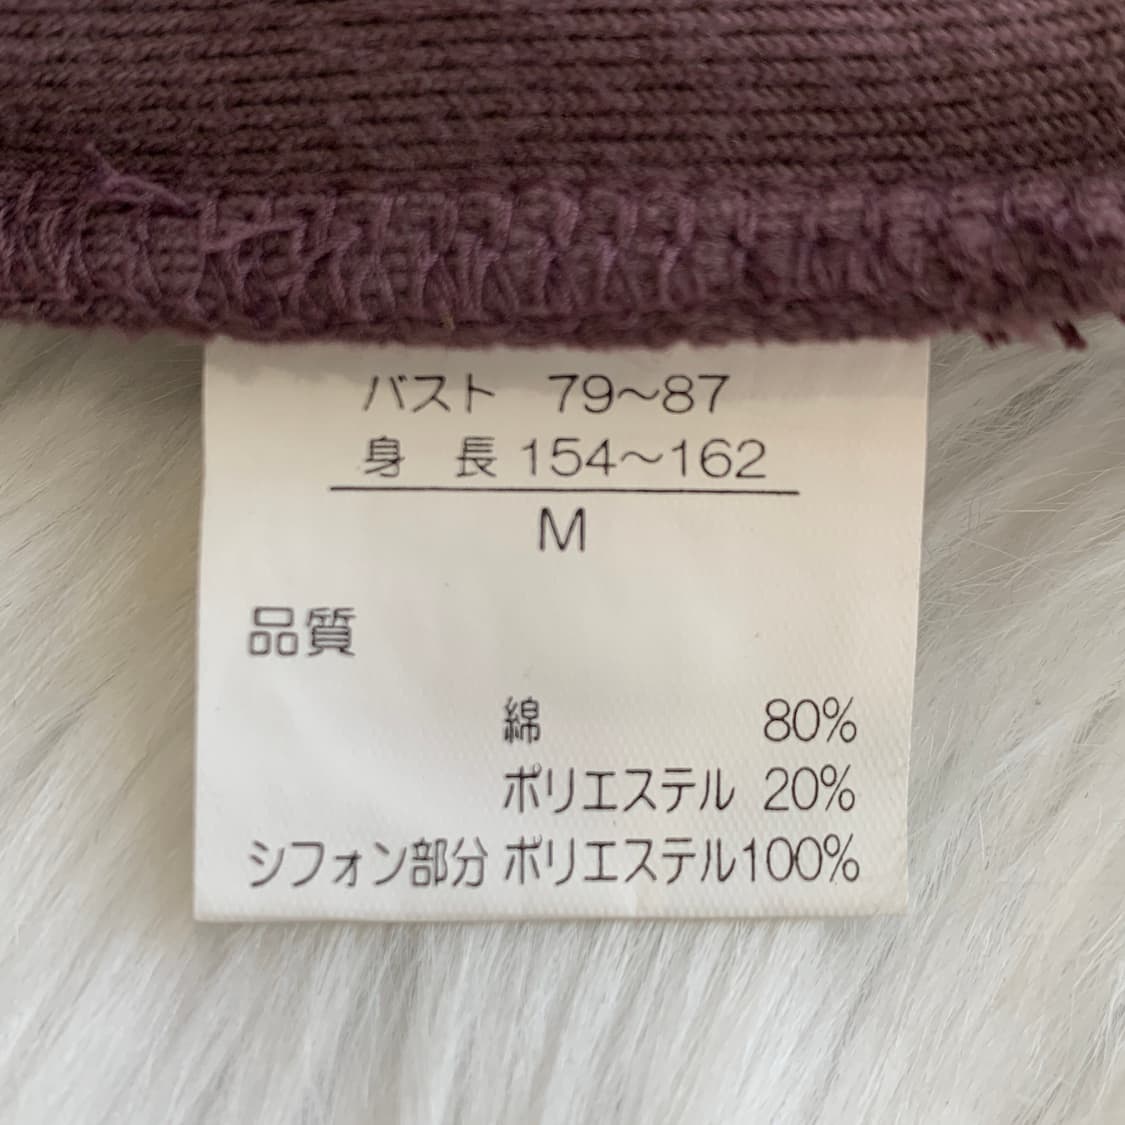 バスト 79～87
身 長 154～162
M
品質
綿 80%
ポリエステル 20%
シフォン部分 ポリエステル100%